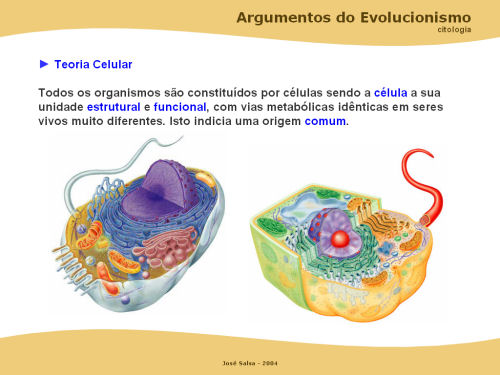 Argumentos do Evolucionismo
citologia
► Teoria Celular
Todos os organismos são constituídos por células sendo a célula a sua
unidade estrutural e funcional, com vias metabólicas idênticas em seres
vivos muito diferentes. Isto indicia uma origem comum.
José Salsa - 2004